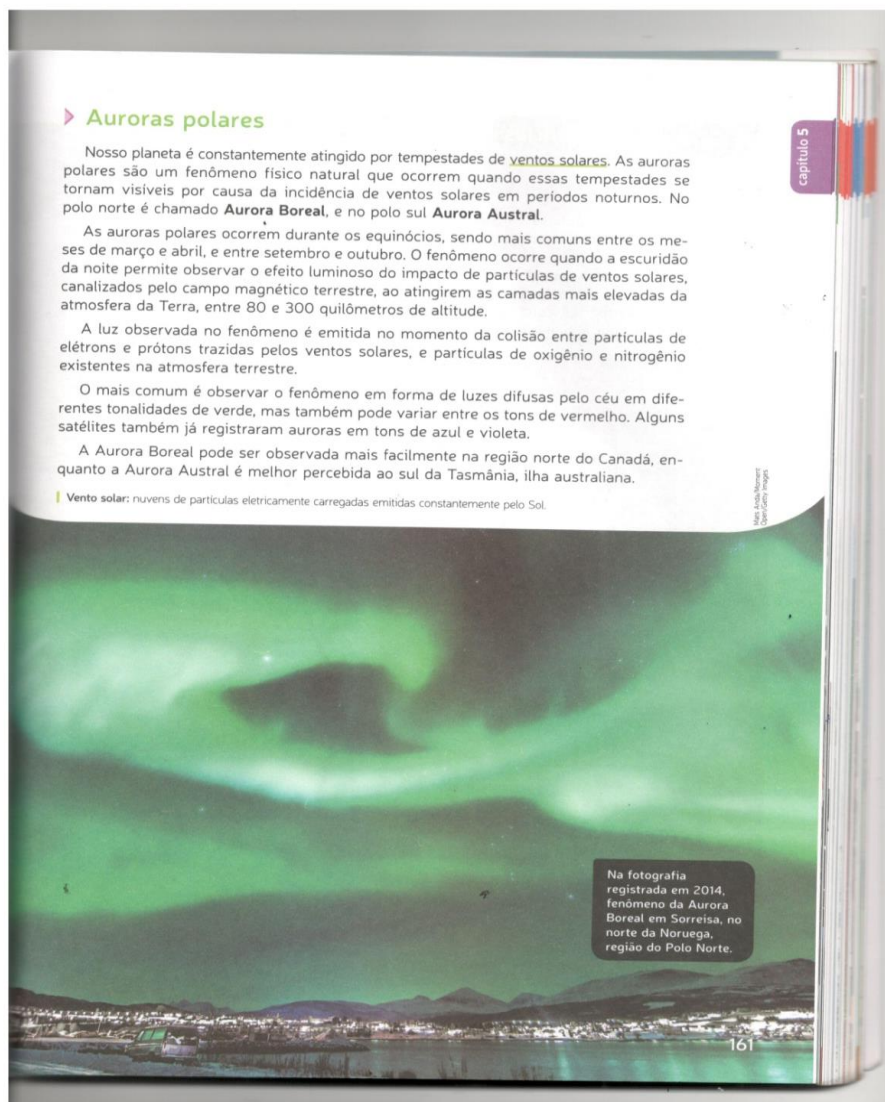 Auroras polares
capítulo 5
Nosso planeta é constantemente atingido por tempestades de ventos solares. As auroras
polares são um fenômeno físico natural que ocorrem quando essas tempestades se
tornam visíveis por causa da incidência de ventos solares em períodos noturnos. No
polo norte é chamado Aurora Boreal, e no polo sul Aurora Austral.
As auroras polares ocorrem durante os equinócios, sendo mais comuns entre os me-
ses de março e abril, e entre setembro e outubro. O fenômeno ocorre quando a escuridão
da noite permite observar o efeito luminoso do impacto de partículas de ventos solares,
canalizados pelo campo magnético terrestre, ao atingirem as camadas mais elevadas da
atmosfera da Terra, entre 80 e 300 quilômetros de altitude.
A luz observada no fenômeno é emitida no momento da colisão entre partículas de
elétrons e prótons trazidas pelos ventos solares, e partículas de oxigênio e nitrogênio
existentes na atmosfera terrestre.
O mais comum é observar o fenômeno em forma de luzes difusas pelo céu em dife-
rentes tonalidades de verde, mas também pode variar entre os tons de vermelho. Alguns
satélites também já registraram auroras em tons de azul e violeta.
A Aurora Boreal pode ser observada mais facilmente na região norte do Canadá, en-
quanto a Aurora Austral é melhor percebida ao sul da Tasmânia, ilha australiana.
Vento solar: nuvens de partículas eletricamente carregadas emitidas constantemente pelo Sol.
Mats Anda/Moment
Open/Getty Images
Na fotografia
registrada em 2014,
fenômeno da Aurora
Boreal em Sorreisa, no
norte da Noruega,
região do Polo Norte.
161